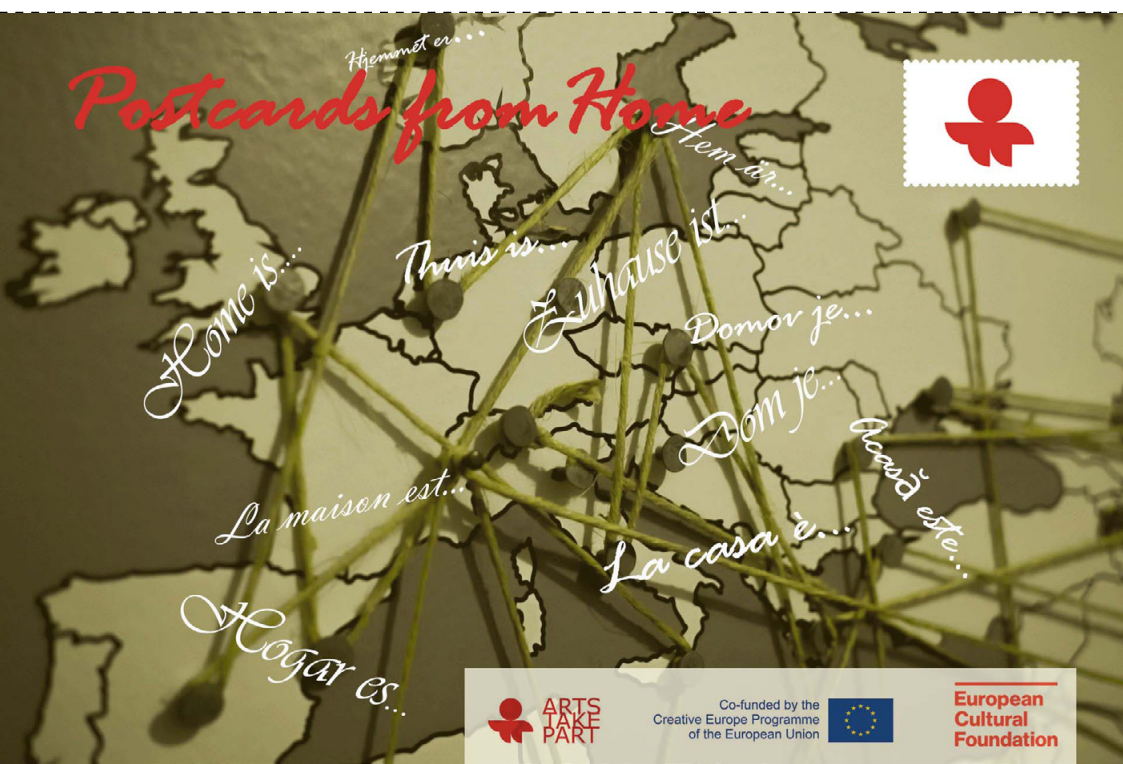 Hjemmet er...
Postcards from Home
Hem är...
Thuis is...
Zuhause ist...
Home is...
Domov je...
Dom je...
Acasă este...
La maison est...
La casa è...
Hogar es...
ARTS
TAKE
PART
Co-funded by the
Creative Europe Programme
of the European Union
European
Cultural
Foundation